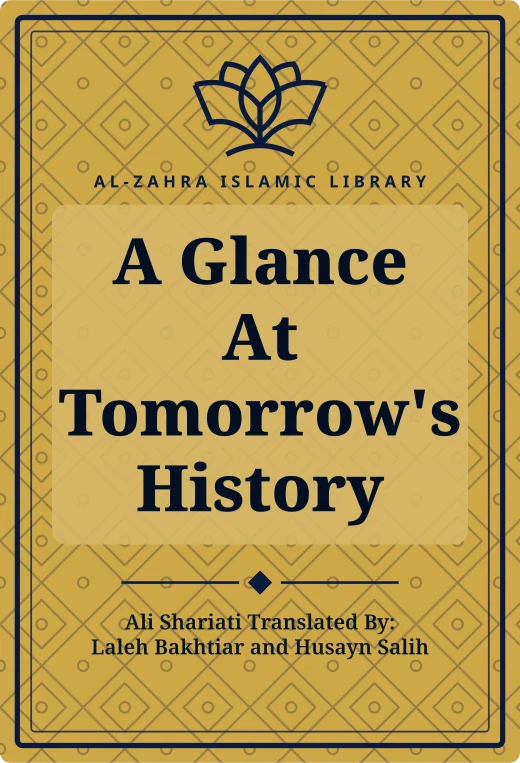 AL-ZAHRA ISLAMIC LIBRARY
A Glance
At
Tomorrow's
History
Ali Shariati Translated By:
Laleh Bakhtiar and Husayn Salih